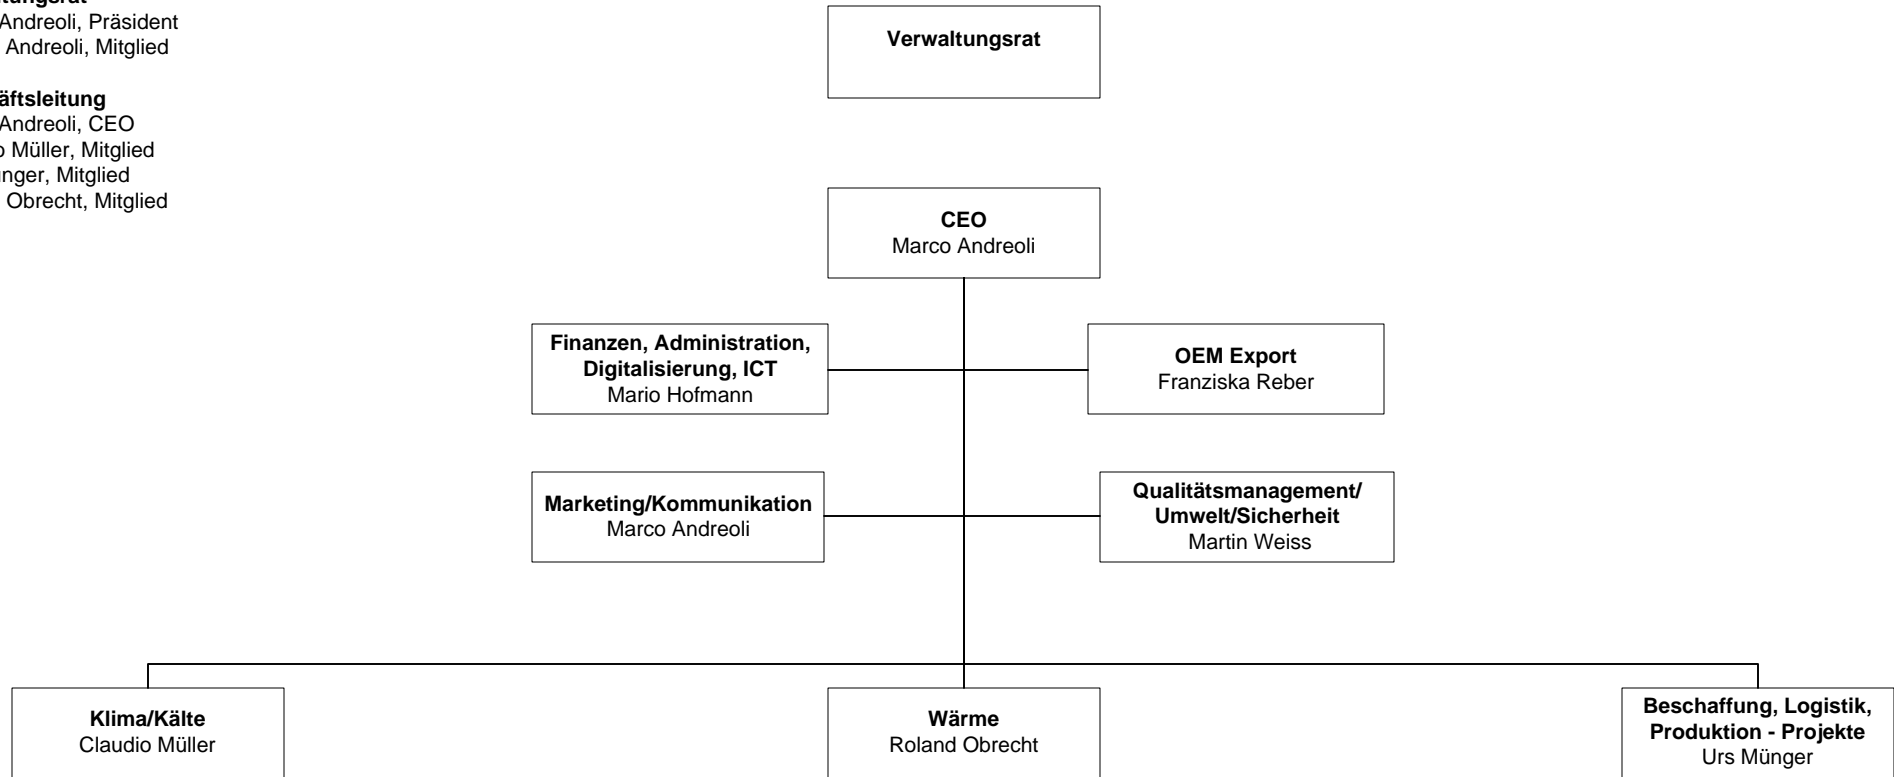 Andreoli, Präsident
Andreoli, Mitglied
Andreoli, CEO
Müller, Mitglied
Mitglied
Obrecht, Mitglied
Verwaltungsrat
CEO
Marco Andreoli
Finanzen, Administration,
Digitalisierung, ICT
Mario Hofmann
OEM Export
Franziska Reber
Marketing/Kommunikation
Marco Andreoli
Qualitätsmanagement/
Umwelt/Sicherheit
Martin Weiss
Klima/Kälte
Claudio Müller
Wärme
Roland Obrecht
Beschaffung, Logistik,
Produktion - Projekte
Urs Münger